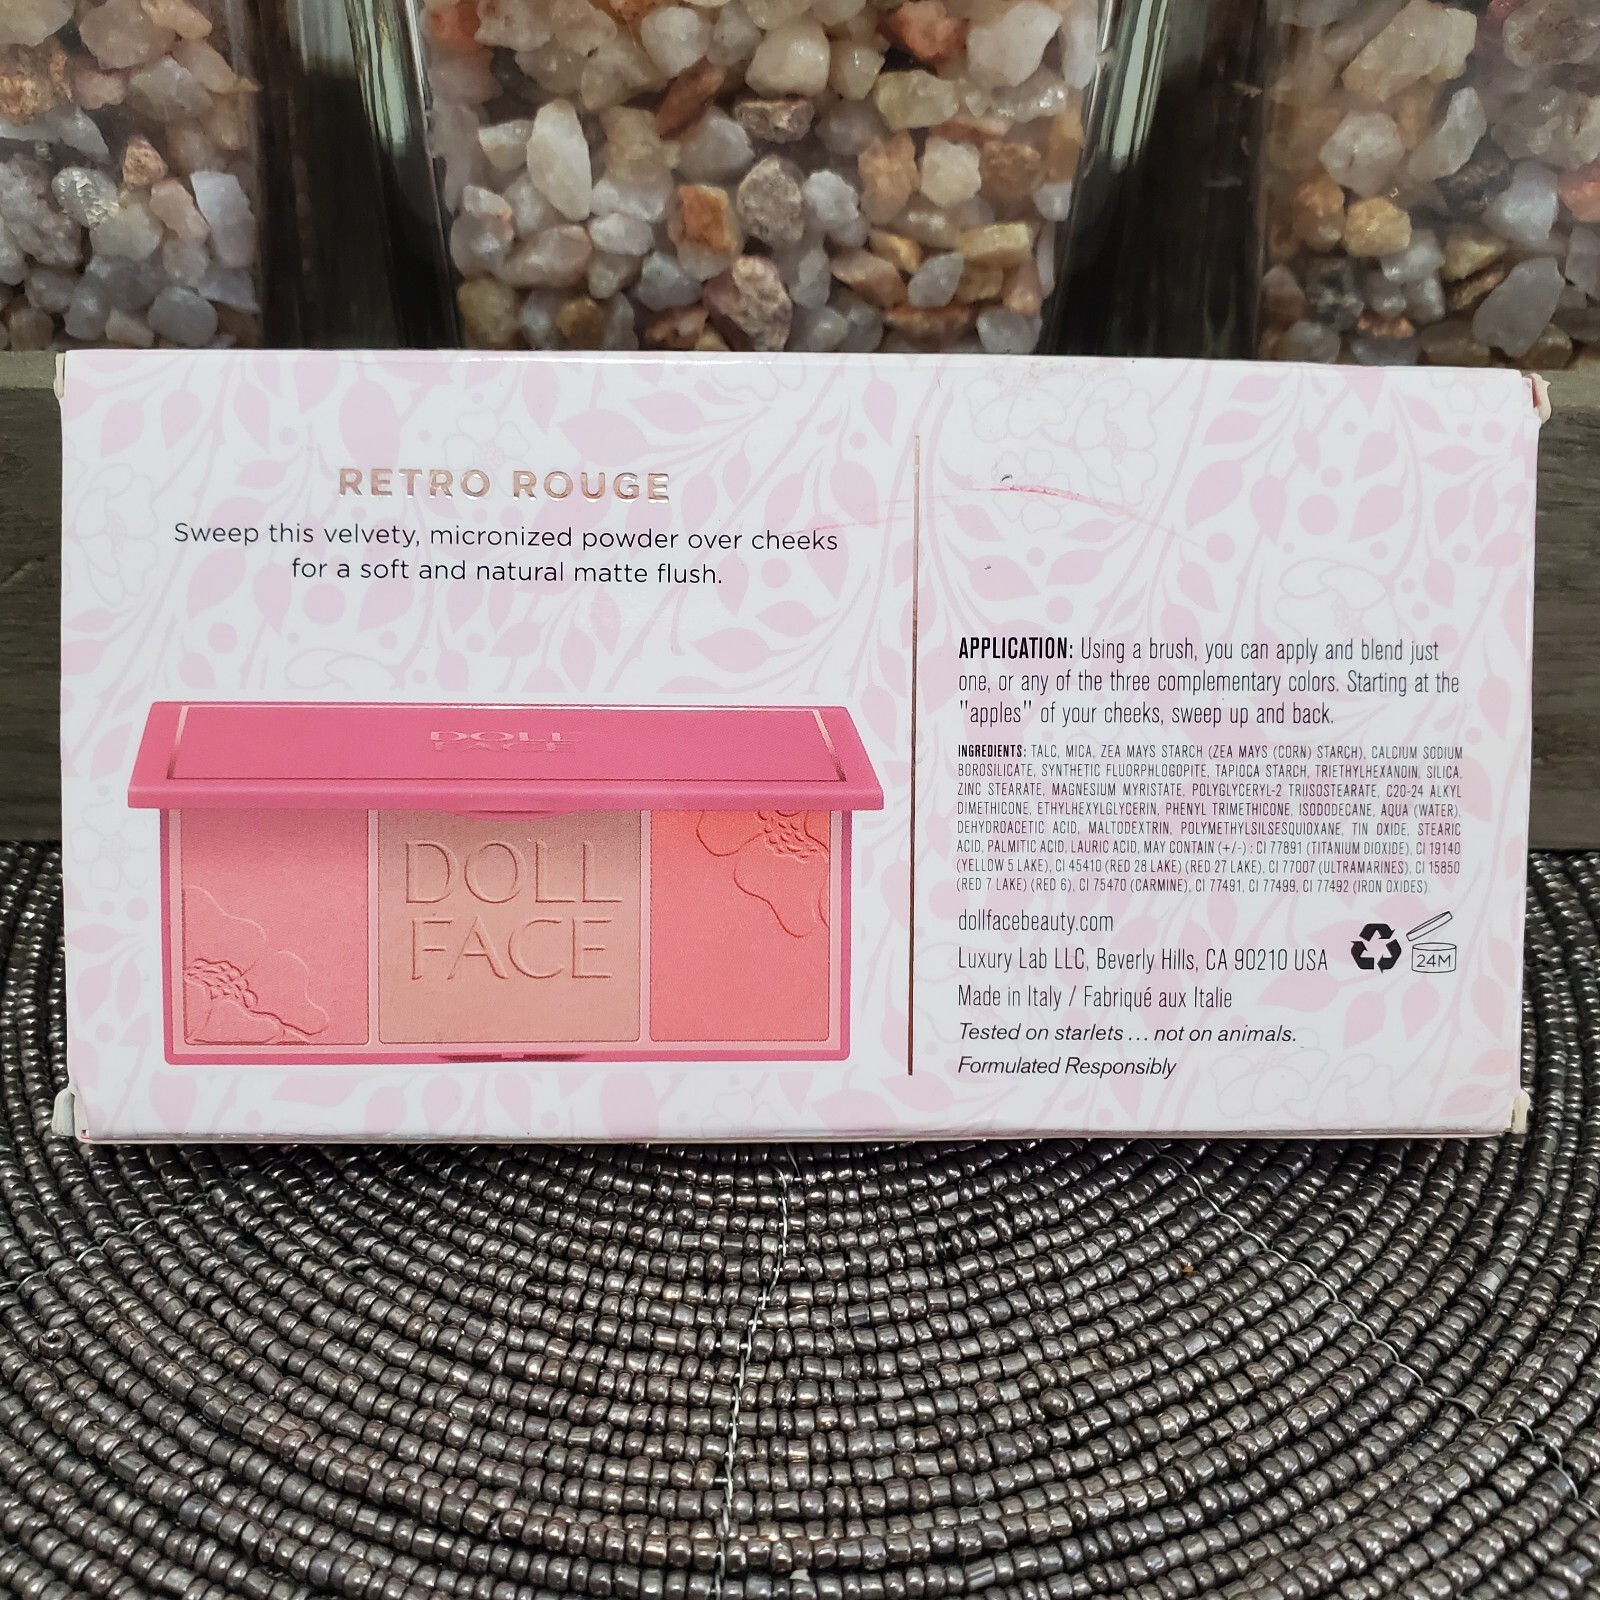 RETRO ROUGE
Sweep this velvety, micronized powder over cheeks
for a soft and natural matte flush.
DOLL
FACE
DOLL
FACE
APPLICATION: Using a brush, you can apply and blend just
one, or any of the three complementary colors. Starting at the
"apples" of your cheeks, sweep up and back.
INGREDIENTS: TALC, MICA, ZEA MAYS STARCH (ZEA MAYS (CORN) STARCH), CALCIUM SODIUM
BOROSILICATE, SYNTHETIC FLUORPHLOGOPITE, TAPIOCA STARCH, TRIETHYLHEXANOIN, SILICA,
ZINC STEARATE, MAGNESIUM MYRISTATE, POLYGLYCERYL-2 TRIISOSTEARATE, C20-24 ALKYL
DIMETHICONE, ETHYLHEXYLGLYCERIN, PHENYL TRIMETHICONE, ISODODECANE, AQUA (WATER),
DEHYDROACETIC ACID, MALTODEXTRIN, POLYMETHYLSILSESQUIOXANE, TIN OXIDE, STEARIC
ACID, PALMITIC ACID, LAURIC ACID, MAY CONTAIN (+/-) : CI 77891 (TITANIUM DIOXIDE), CI 19140
(YELLOW 5 LAKE), CI 45410 (RED 28 LAKE) (RED 27 LAKE), CI 77007 (ULTRAMARINES), CI 15850
(RED 7 LAKE) (RED 6), CI 75470 (CARMINE), CI 77491, CI 77499, CI 77492 (IRON OXIDES).
dollfacebeauty.com
Luxury Lab LLC, Beverly Hills, CA 90210 USA
24M
Made in Italy / Fabriqué aux Italie
Tested on starlets ... not on animals.
Formulated Responsibly